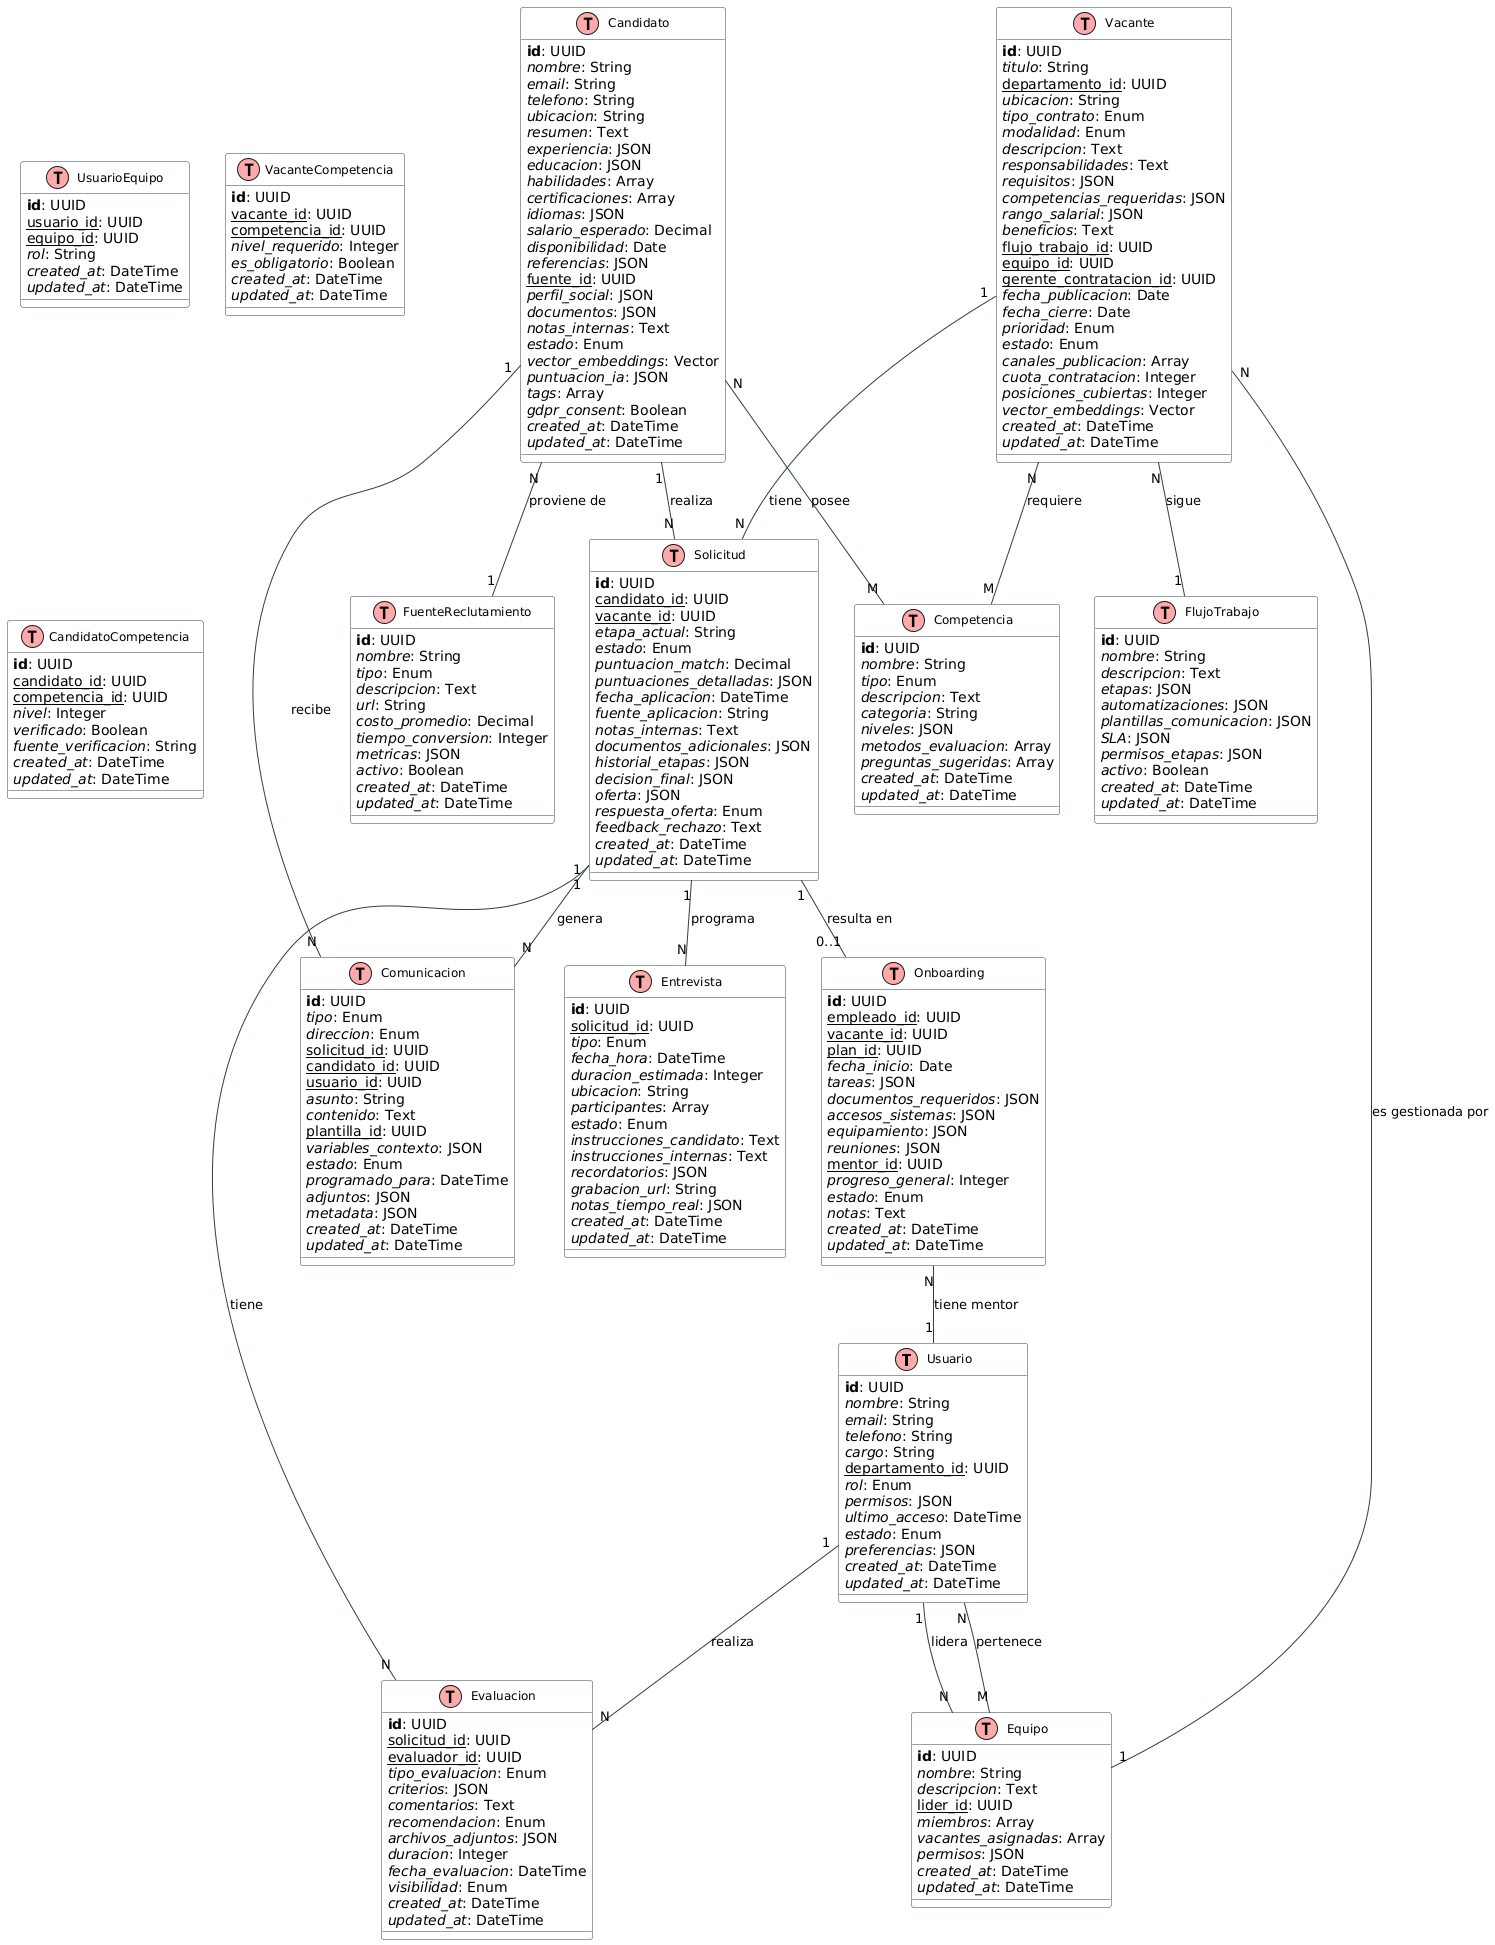 T Candidato
id: UUID
nombre: String
email: String
telefono: String
ubicacion: String
resumen: Text
experiencia: JSON
educacion: JSON
habilidades: Array
certificaciones: Array
idiomas: JSON
salario_esperado: Decimal
disponibilidad: Date
referencias: JSON
fuente_id: UUID
perfil_social: JSON
documentos: JSON
notas_internas: Text
estado: Enum
vector_embeddings: Vector
puntuacion_ia: JSON
tags: Array
gdpr_consent: Boolean
created_at: DateTime
updated_at: DateTime
T Vacante
id: UUID
titulo: String
departamento_id: UUID
ubicacion: String
tipo_contrato: Enum
modalidad: Enum
descripcion: Text
responsabilidades: Text
requisitos: JSON
competencias_requeridas: JSON
rango_salarial: JSON
beneficios: Text
flujo_trabajo_id: UUID
equipo_id: UUID
gerente_contratacion_id: UUID
fecha_publicacion: Date
fecha_cierre: Date
prioridad: Enum
estado: Enum
canales_publicacion: Array
cuota_contratacion: Integer
posiciones_cubiertas: Integer
vector_embeddings: Vector
created_at: DateTime
updated_at: DateTime
T UsuarioEquipo
id: UUID
usuario_id: UUID
equipo_id: UUID
rol: String
created_at: DateTime
updated_at: DateTime
T VacanteCompetencia
id: UUID
vacante_id: UUID
competencia_id: UUID
nivel_requerido: Integer
es_obligatorio: Boolean
created_at: DateTime
updated_at: DateTime
1
1
N
N
N
proviene de
1
1
realiza
N
tiene
N
posee
M
N
requiere
M
N
sigue
1
T CandidatoCompetencia
id: UUID
candidato_id: UUID
competencia_id: UUID
nivel: Integer
verificado: Boolean
fuente_verificacion: String
created_at: DateTime
updated_at: DateTime
recibe
T FuenteReclutamiento
id: UUID
nombre: String
tipo: Enum
descripcion: Text
url: String
costo_promedio: Decimal
tiempo_conversion: Integer
metricas: JSON
activo: Boolean
created_at: DateTime
updated_at: DateTime
T Solicitud
id: UUID
candidato_id: UUID
vacante_id: UUID
etapa_actual: String
estado: Enum
puntuacion_match: Decimal
puntuaciones_detalladas: JSON
fecha_aplicacion: DateTime
fuente_aplicacion: String
notas_internas: Text
documentos_adicionales: JSON
historial_etapas: JSON
decision_final: JSON
oferta: JSON
respuesta_oferta: Enum
feedback_rechazo: Text
created_at: DateTime
updated_at: DateTime
T Competencia
id: UUID
nombre: String
tipo: Enum
descripcion: Text
categoria: String
niveles: JSON
metodos_evaluacion: Array
preguntas_sugeridas: Array
created_at: DateTime
updated_at: DateTime
T FlujoTrabajo
id: UUID
nombre: String
descripcion: Text
etapas: JSON
automatizaciones: JSON
plantillas_comunicacion: JSON
SLA: JSON
permisos_etapas: JSON
activo: Boolean
created_at: DateTime
updated_at: DateTime
1
1
genera
N
N
1
programa
N
1
resulta en
0..1
T Comunicacion
id: UUID
tipo: Enum
direccion: Enum
solicitud_id: UUID
candidato_id: UUID
usuario_id: UUID
asunto: String
contenido: Text
plantilla_id: UUID
variables_contexto: JSON
estado: Enum
programado_para: DateTime
adjuntos: JSON
metadata: JSON
created_at: DateTime
updated_at: DateTime
T Entrevista
id: UUID
solicitud_id: UUID
tipo: Enum
fecha_hora: DateTime
duracion_estimada: Integer
ubicacion: String
participantes: Array
estado: Enum
instrucciones_candidato: Text
instrucciones_internas: Text
recordatorios: JSON
grabacion_url: String
notas_tiempo_real: JSON
created_at: DateTime
updated_at: DateTime
T Onboarding
id: UUID
empleado_id: UUID
vacante_id: UUID
plan_id: UUID
fecha_inicio: Date
tareas: JSON
documentos_requeridos: JSON
accesos_sistemas: JSON
equipamiento: JSON
reuniones: JSON
mentor_id: UUID
progreso_general: Integer
estado: Enum
notas: Text
created_at: DateTime
updated_at: DateTime
es gestionada por
tiene
N
tiene mentor
1
T Usuario
id: UUID
nombre: String
email: String
telefono: String
cargo: String
departamento_id: UUID
rol: Enum
permisos: JSON
ultimo_acceso: DateTime
estado: Enum
preferencias: JSON
created_at: DateTime
updated_at: DateTime
1
realiza
N
N
1
lidera
N
N
pertenece
M
1
T Evaluacion
id: UUID
solicitud_id: UUID
evaluador_id: UUID
tipo_evaluacion: Enum
criterios: JSON
comentarios: Text
recomendacion: Enum
archivos_adjuntos: JSON
duracion: Integer
fecha_evaluacion: DateTime
visibilidad: Enum
created_at: DateTime
updated_at: DateTime
T Equipo
id: UUID
nombre: String
descripcion: Text
lider_id: UUID
miembros: Array
vacantes_asignadas: Array
permisos: JSON
created_at: DateTime
updated_at: DateTime